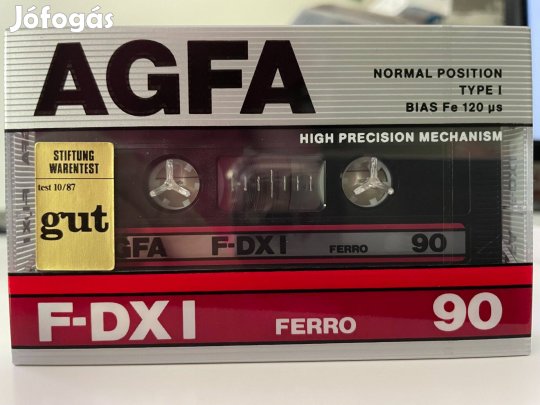 Jófogás
AGFA
NORMAL POSITION
TYPE I
BIAS Fe 120 µs
HIGH PRECISION MECHANISM
STIFTUNG
WARENTEST
test 10/87
gut
AGFA F-DX I FERRO 90
F-DX I FERRO 90